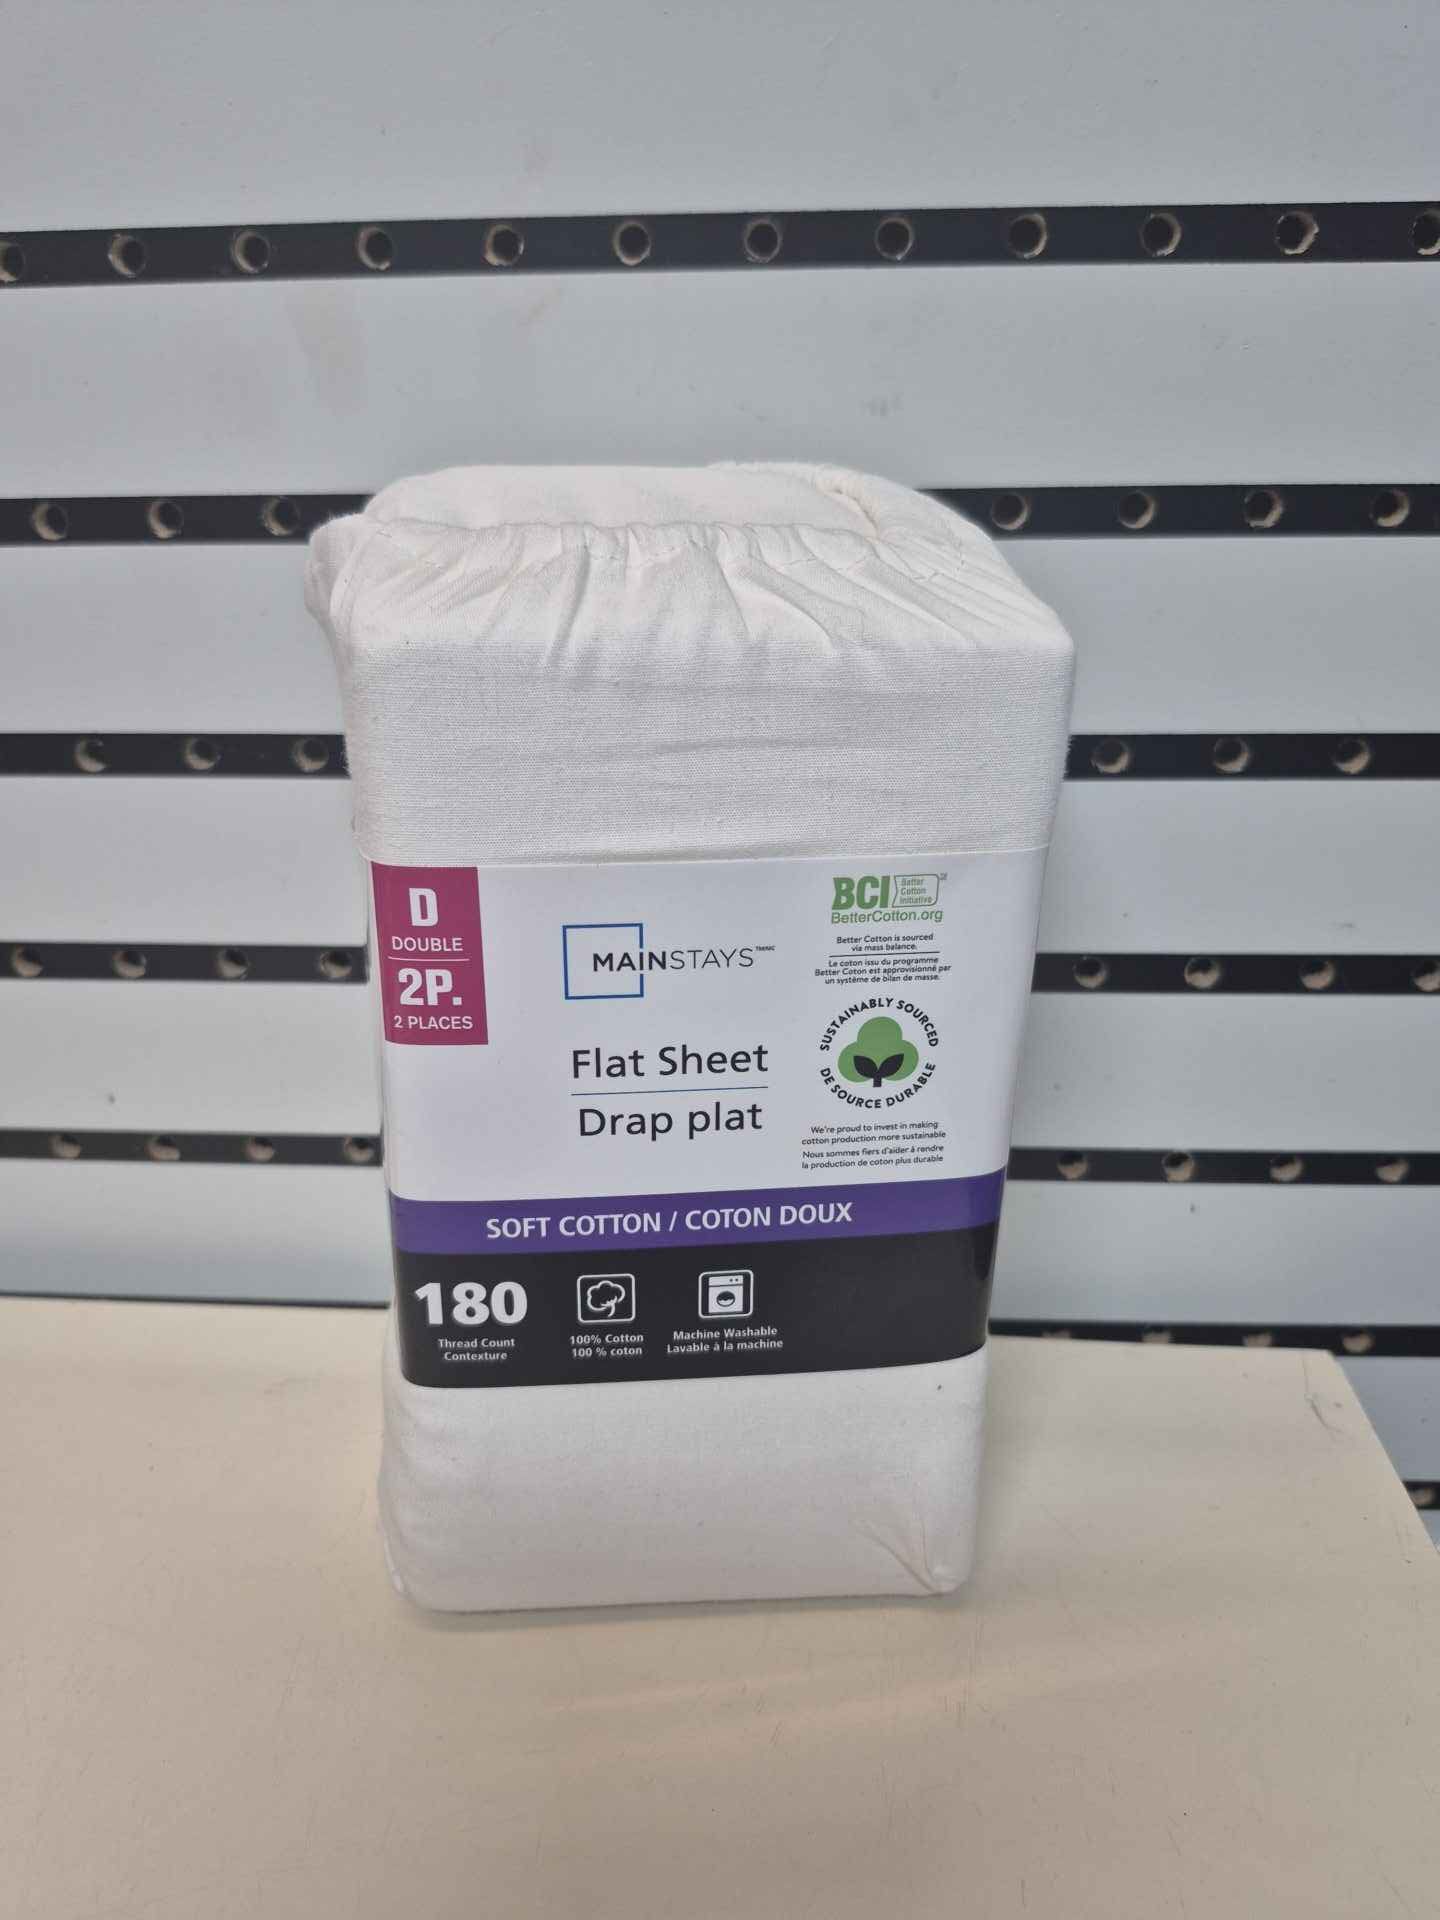 D
DOUBLE
2P.
2 PLACES
MAINSTAYS™/MC
Flat Sheet
Drap plat
BCI Better Cotton Initiative
BetterCotton.org
Better Cotton is sourced
via mass balance.
Le coton issu du programme
Better Coton est approvisionné par
un système de bilan de masse.
SUSTAINABLY SOURCED
DE SOURCE DURABLE
We're proud to invest in making
cotton production more sustainable
Nous sommes fiers d'aider à rendre
la production de coton plus durable
SOFT COTTON / COTON DOUX
180
Thread Count
Contexture
100% Cotton
100 % coton
Machine Washable
Lavable à la machine